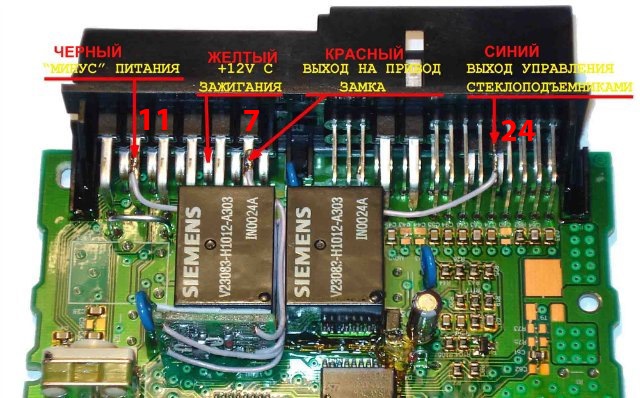 ЧЕРНЫЙ
“МИНУС” ПИТАНИЯ
ЖЕЛТЫЙ
+12V С
ЗАЖИГАНИЯ
КРАСНЫЙ
ВЫХОД НА ПРИВОД
ЗАМКА
СИНИЙ
ВЫХОД УПРАВЛЕНИЯ
СТЕКЛОПОДЪЕМНИКАМИ
11
7
24
SIEMENS
V23083-H1012-A303
IN0024A
SIEMENS
V23083-H1012-A303
IN0024A